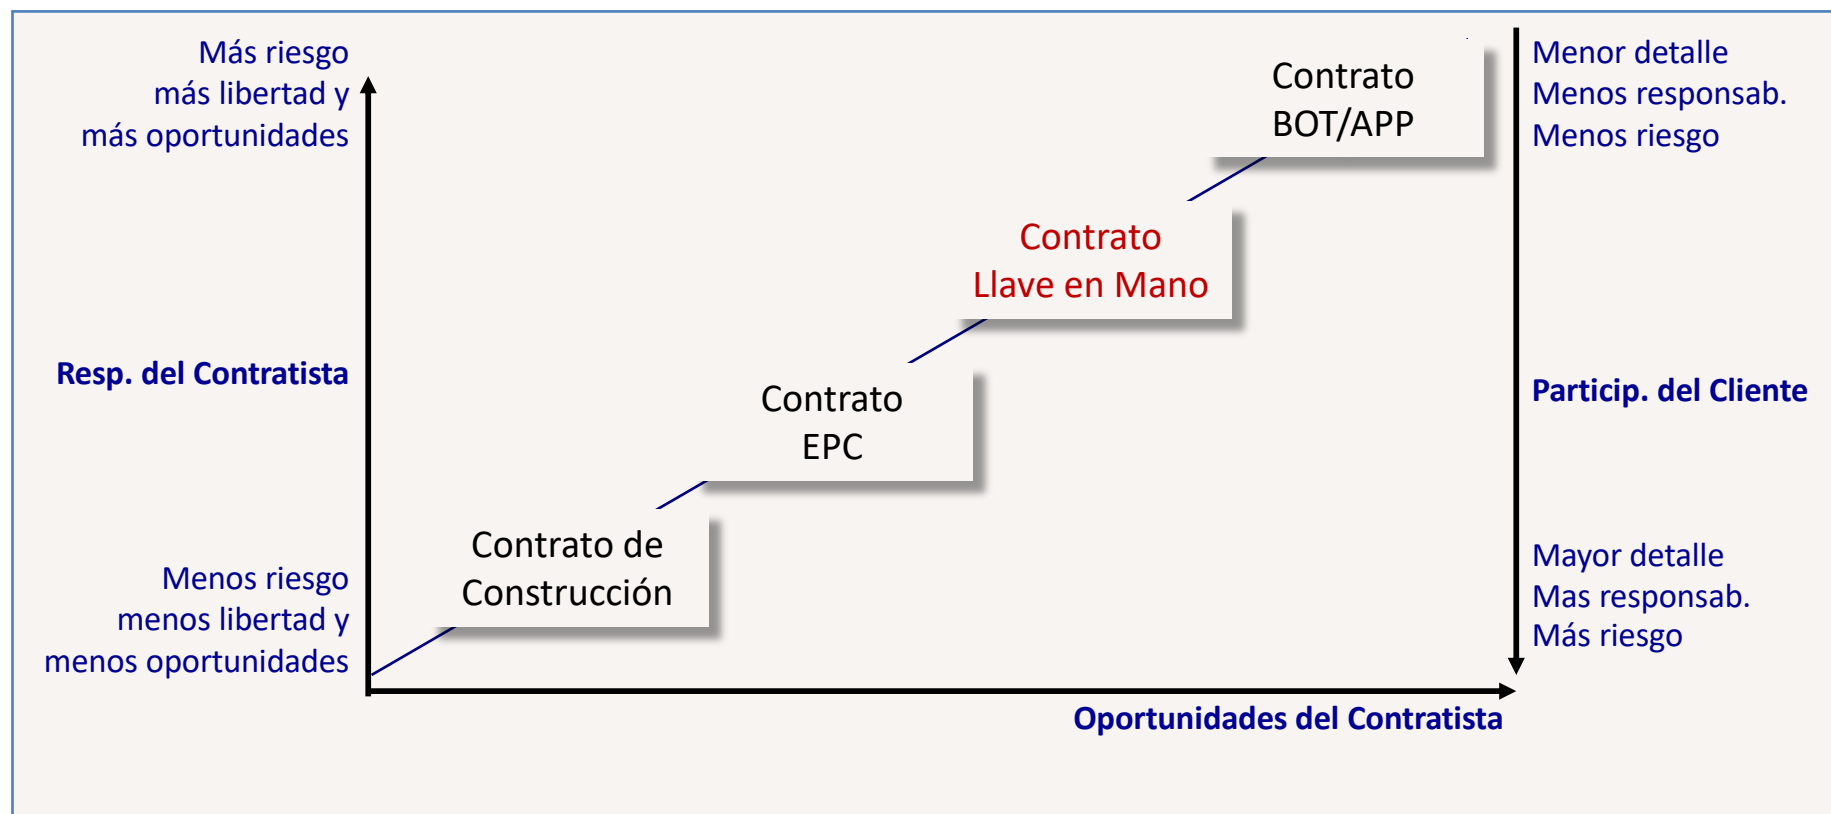 Más riesgo
más libertad y
más oportunidades
Contrato
BOT/APP
Menor detalle
Menos responsab.
Menos riesgo
Contrato
Llave en Mano
Resp. del Contratista
Contrato
EPC
Particip. del Cliente
Contrato de
Construcción
Menos riesgo
menos libertad y
menos oportunidades
Mayor detalle
Mas responsab.
Más riesgo
Oportunidades del Contratista